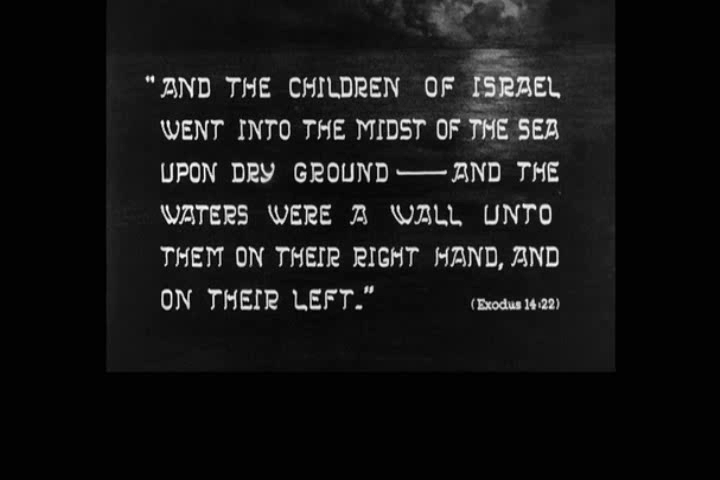 "AND THE CHILDREN OF ISRAEL
WENT INTO THE MIDST OF THE SEA
UPON DRY GROUND — AND THE
WATERS WERE A WALL UNTO
THEM ON THEIR RIGHT HAND, AND
ON THEIR LEFT."
(Exodus 14:22)